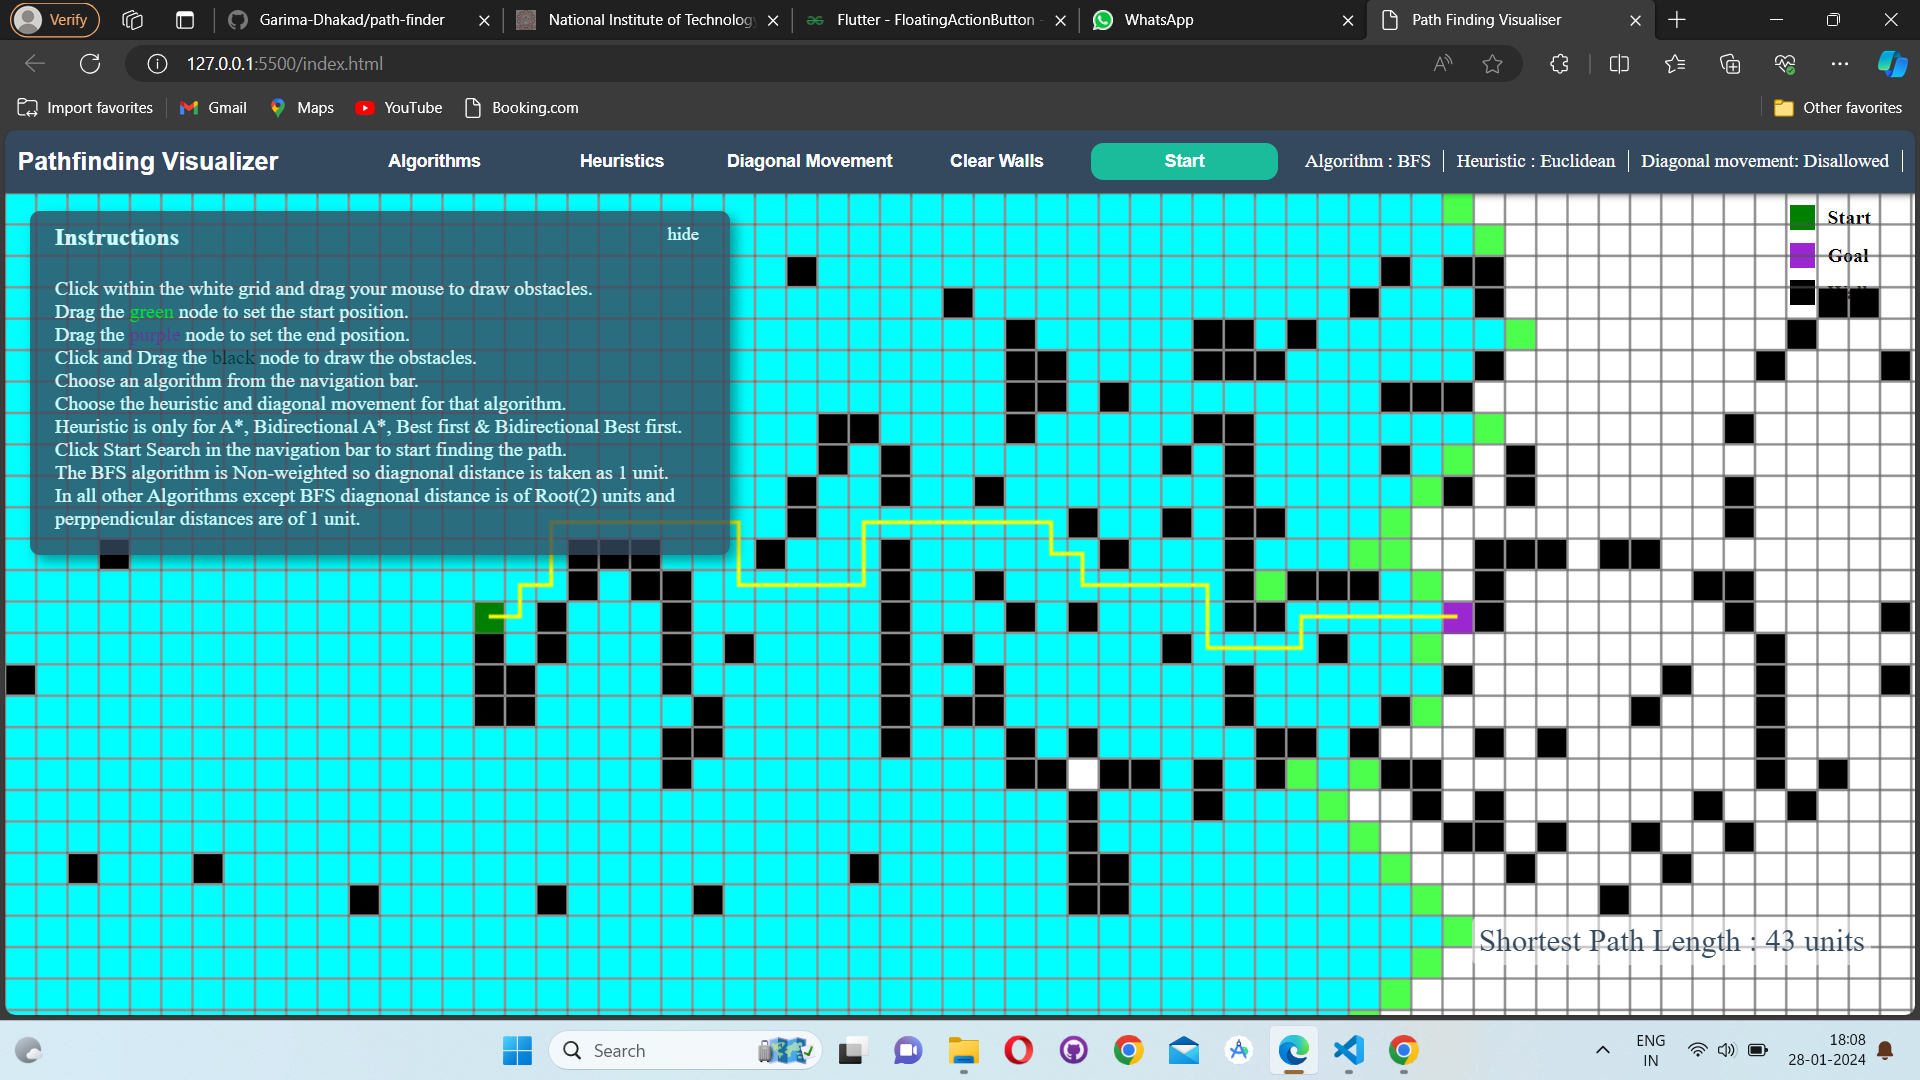 Verify
Garima-Dhakad/path-finder
National Institute of Technology
Flutter - FloatingActionButton -
WhatsApp
Path Finding Visualiser
127.0.0.1:5500/index.html
Import favorites
Gmail
Maps
YouTube
Booking.com
Other favorites
Pathfinding Visualizer
Algorithms
Heuristics
Diagonal Movement
Clear Walls
Start
Algorithm : BFS
Heuristic : Euclidean
Diagonal movement: Disallowed
Instructions
hide
Click within the white grid and drag your mouse to draw obstacles.
Drag the green node to set the start position.
Drag the purple node to set the end position.
Click and Drag the black node to draw the obstacles.
Choose an algorithm from the navigation bar.
Choose the heuristic and diagonal movement for that algorithm.
Heuristic is only for A*, Bidirectional A*, Best first & Bidirectional Best first.
Click Start Search in the navigation bar to start finding the path.
The BFS algorithm is Non-weighted so diagnonal distance is taken as 1 unit.
In all other Algorithms except BFS diagnonal distance is of Root(2) units and
perppendicular distances are of 1 unit.
Start
Goal
Shortest Path Length : 43 units
Search
ENG
IN
18:08
28-01-2024